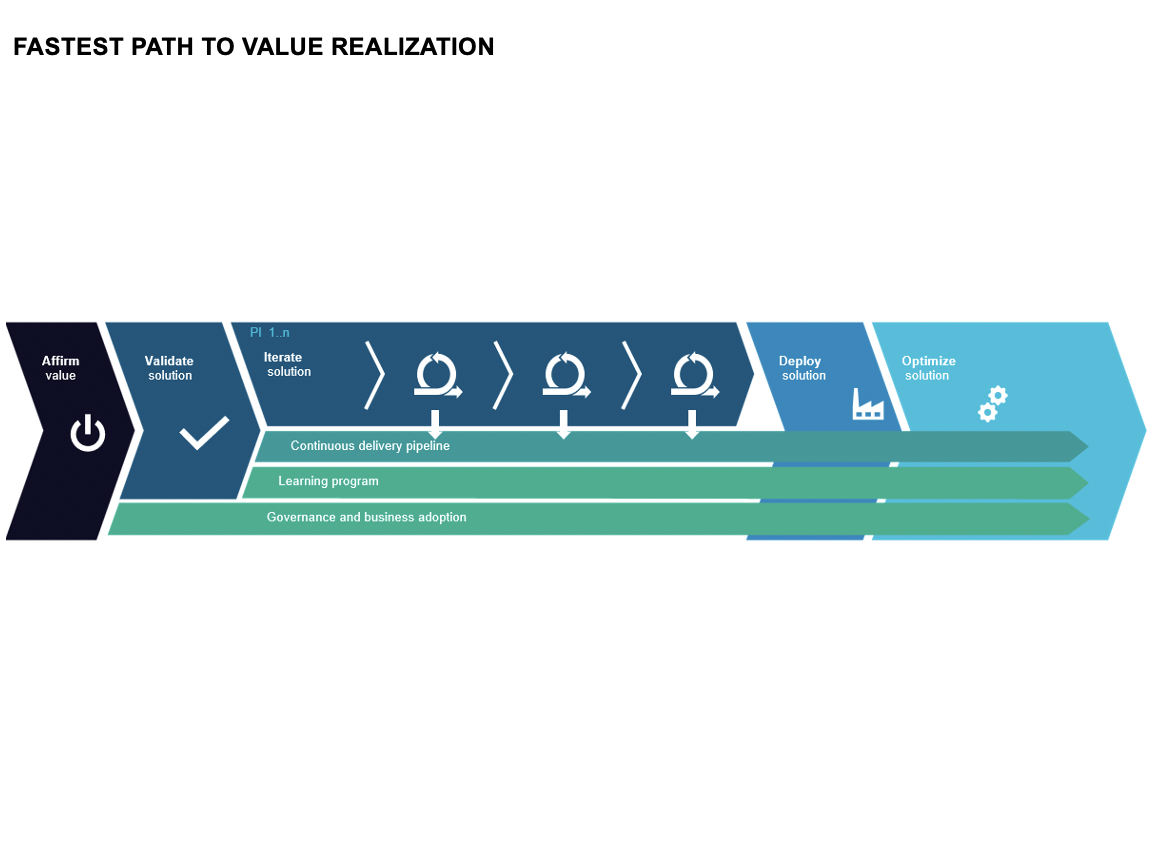 FASTEST PATH TO VALUE REALIZATION
Affirm
value
Validate
solution
PI 1..n
Iterate
solution
Deploy
solution
Optimize
solution
Continuous delivery pipeline
Learning program
Governance and business adoption